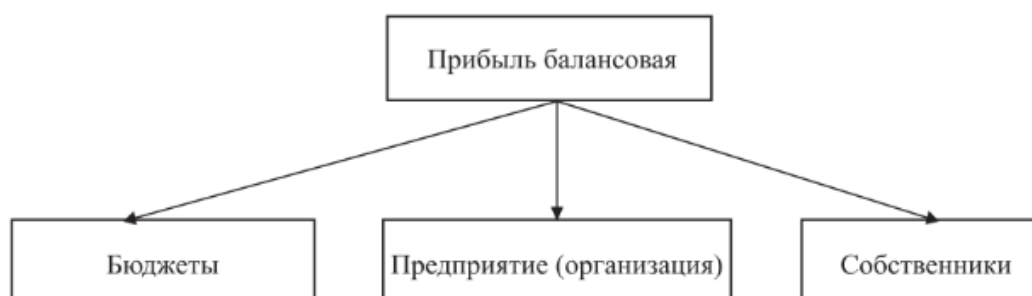 Прибыль балансовая
Бюджеты
Предприятие (организация)
Собственники